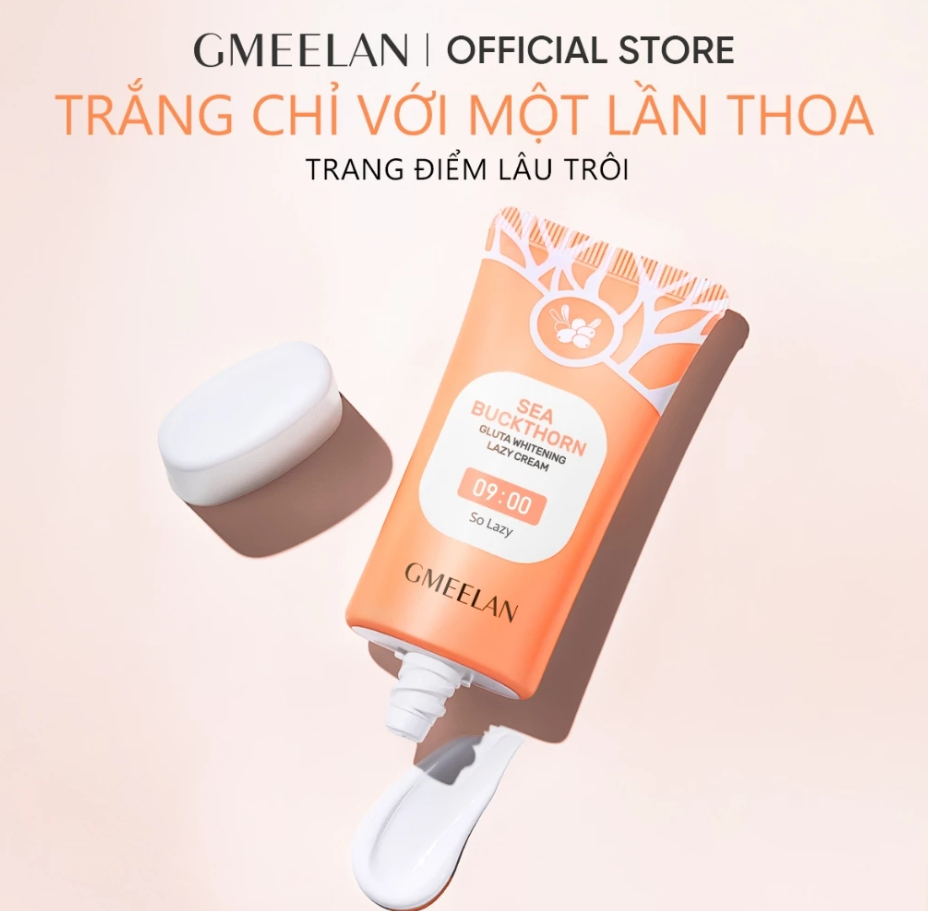 GMEELAN | OFFICIAL STORE
TRẮNG CHỈ VỚI MỘT LẦN THOA
TRANG ĐIỂM LÂU TRÔI
SEA
BUCKTHORN
GLUTA WHITENING
LAZY CREAM
09:00
So Lazy
GMEELAN